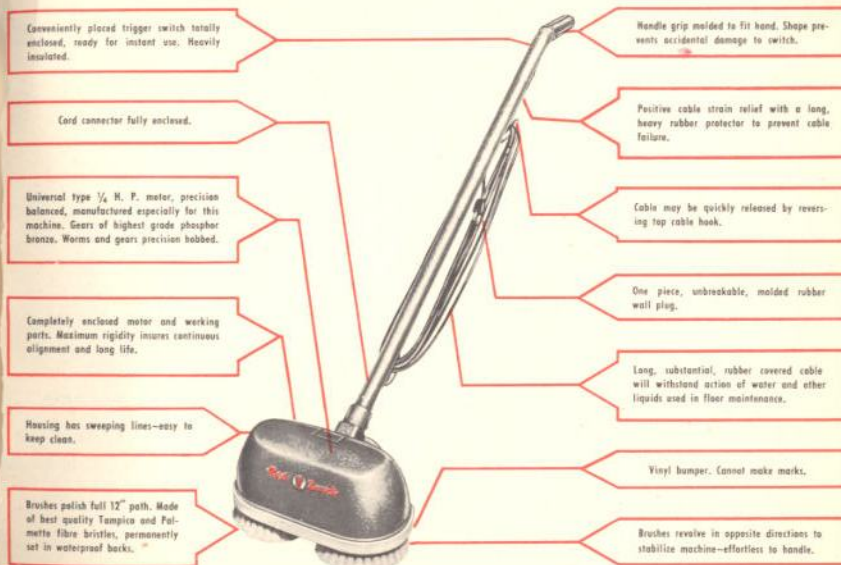 Conveniently placed trigger switch totally
enclosed, ready for instant use. Heavily
insulated.
Cord connector fully enclosed.
Universal type ¼ H. P. motor, precision
balanced, manufactured especially for this
machine. Gears of highest grade phosphor
bronze. Worms and gears precision hobbed.
Completely enclosed motor and working
parts. Maximum rigidity insures continuous
alignment and long life.
Housing has sweeping lines—easy to
keep clean.
Brushes polish full 12" path. Made
of best quality Tampico and Pal-
mette fibre bristles, permanently
set in waterproof backs.
Handle grip molded to fit hand. Shape pre-
vents accidental damage to switch.
Positive cable strain relief with a long,
heavy rubber protector to prevent cable
failure.
Cable may be quickly released by revers-
ing top cable hook.
One piece, unbreakable, molded rubber
wall plug.
Long, substantial, rubber covered cable
will withstand action of water and other
liquids used in floor maintenance.
Vinyl bumper. Cannot make marks.
Brushes revolve in opposite directions to
stabilize machine—effortless to handle.